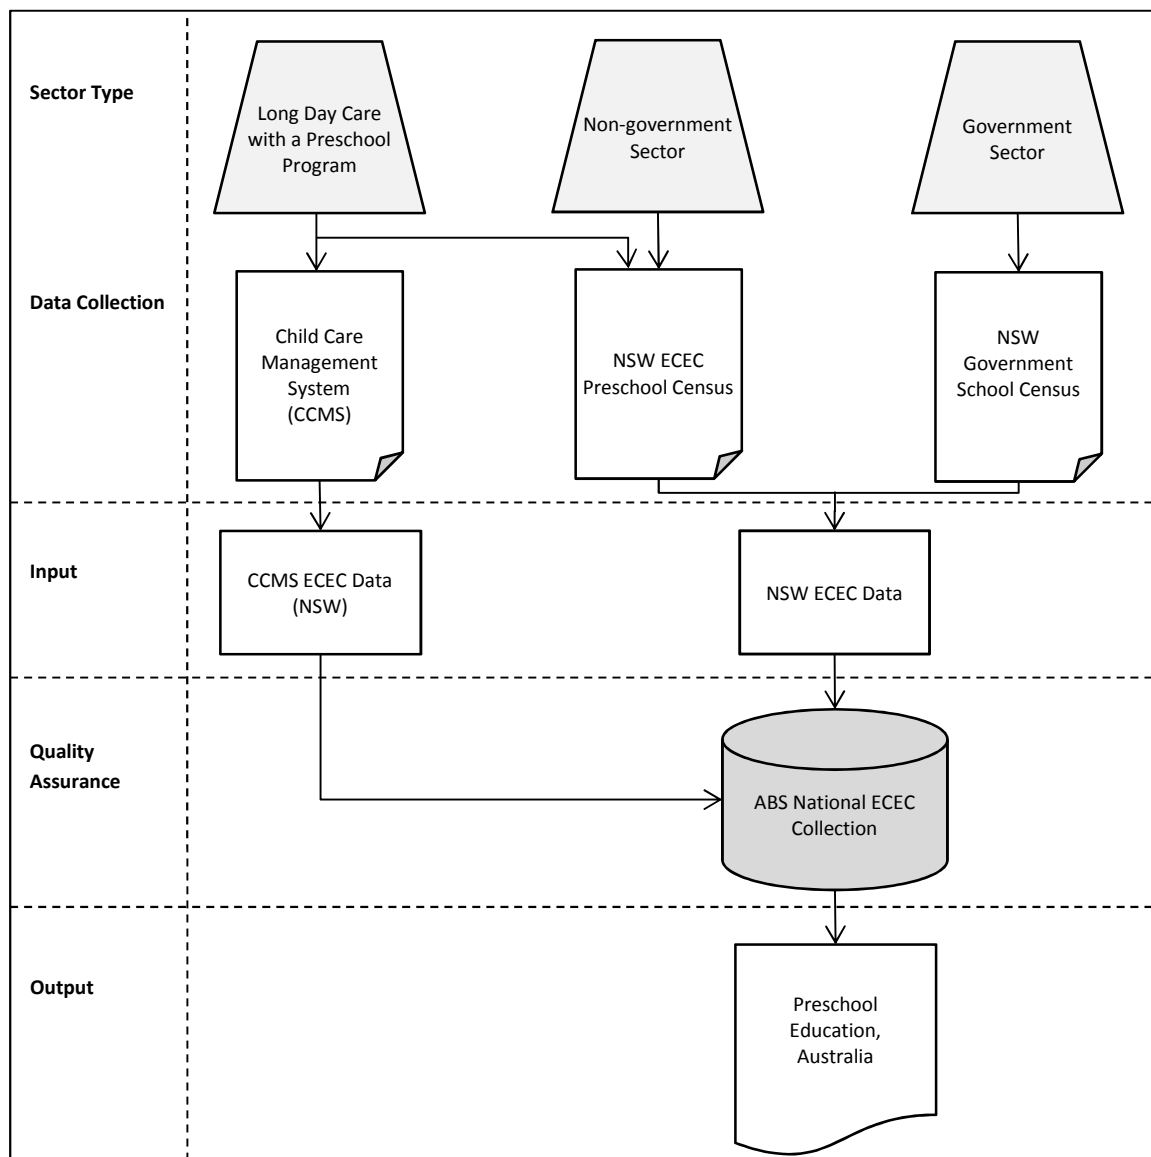 Sector Type
Long Day Care
with a Preschool
Program
Non-government
Sector
Government
Sector
Data Collection
Child Care
Management
System
(CCMS)
NSW ECEC
Preschool Census
NSW
Government
School Census
Input
CCMS ECEC Data
(NSW)
NSW ECEC Data
Quality
Assurance
ABS National ECEC
Collection
Output
Preschool
Education,
Australia